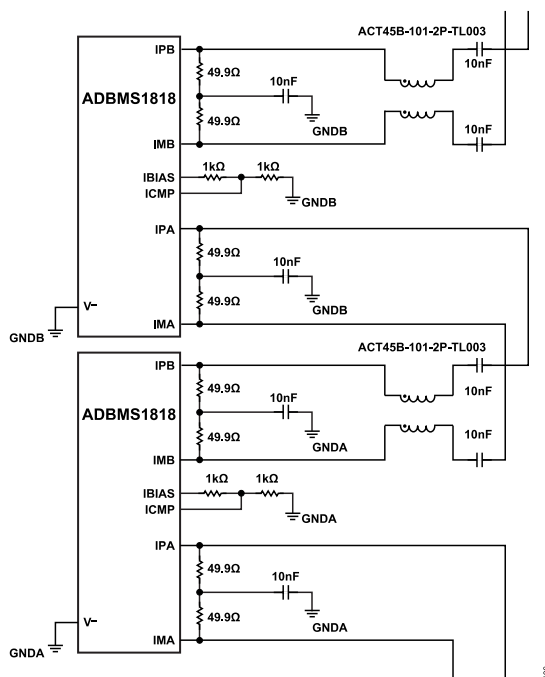 ACT45B-101-2P-TL003
IPB
10nF
49.9Ω
10nF
ADBMS1818
GNDB
49.9Ω
10nF
IMB
1kΩ 1kΩ
IBIAS
ICMP
GNDB
IPA
49.9Ω
10nF
49.9Ω
GNDB
V–
IMA
GNDB
ACT45B-101-2P-TL003
IPB
49.9Ω
10nF
10nF
ADBMS1818
GNDA
49.9Ω
10nF
IMB
1kΩ 1kΩ
IBIAS
ICMP
GNDA
IPA
49.9Ω
10nF
49.9Ω
GNDA
V–
IMA
GNDA